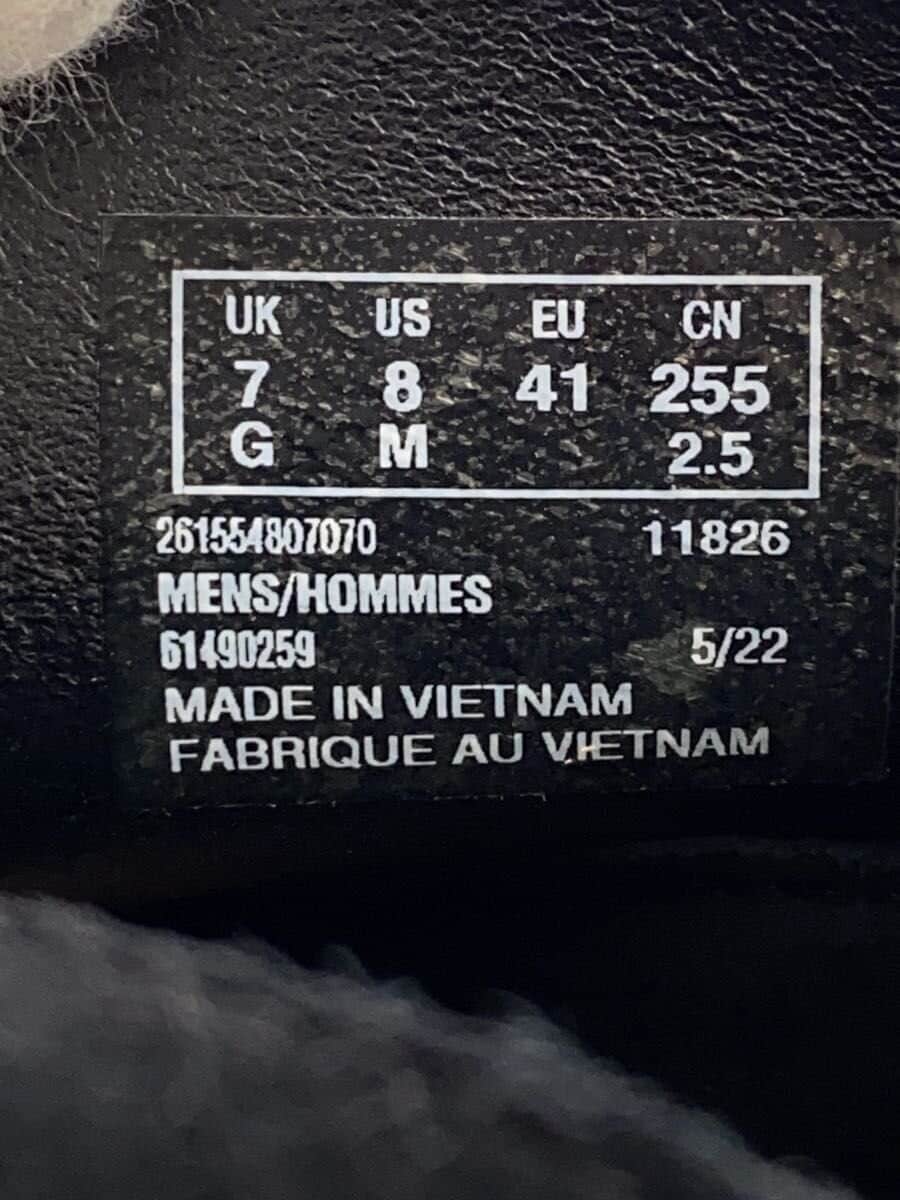 UK US EU CN
7 8 41 255
G M 2.5
261554807070 11826
MENS/HOMMES
61490259 5/22
MADE IN VIETNAM
FABRIQUE AU VIETNAM